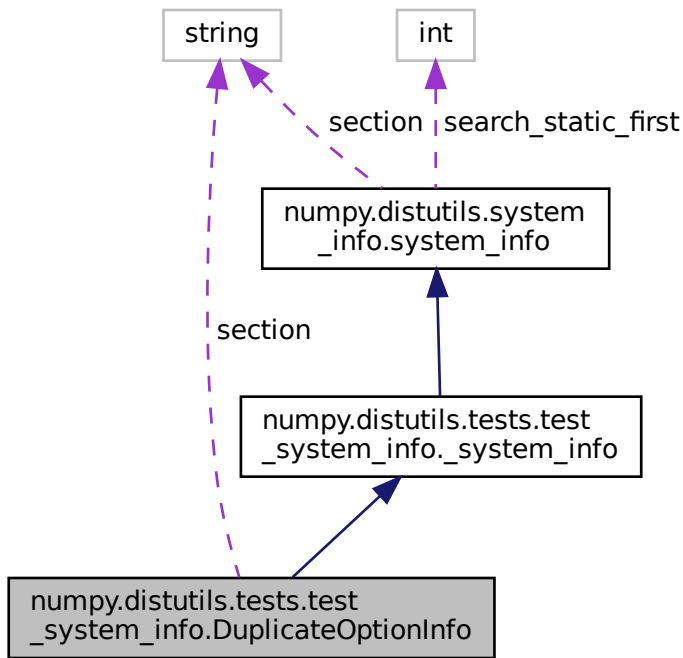 string
int
section
search_static_first
numpy.distutils.system
_info.system_info
section
numpy.distutils.tests.test
_system_info._system_info
numpy.distutils.tests.test
_system_info.DuplicateOptionInfo